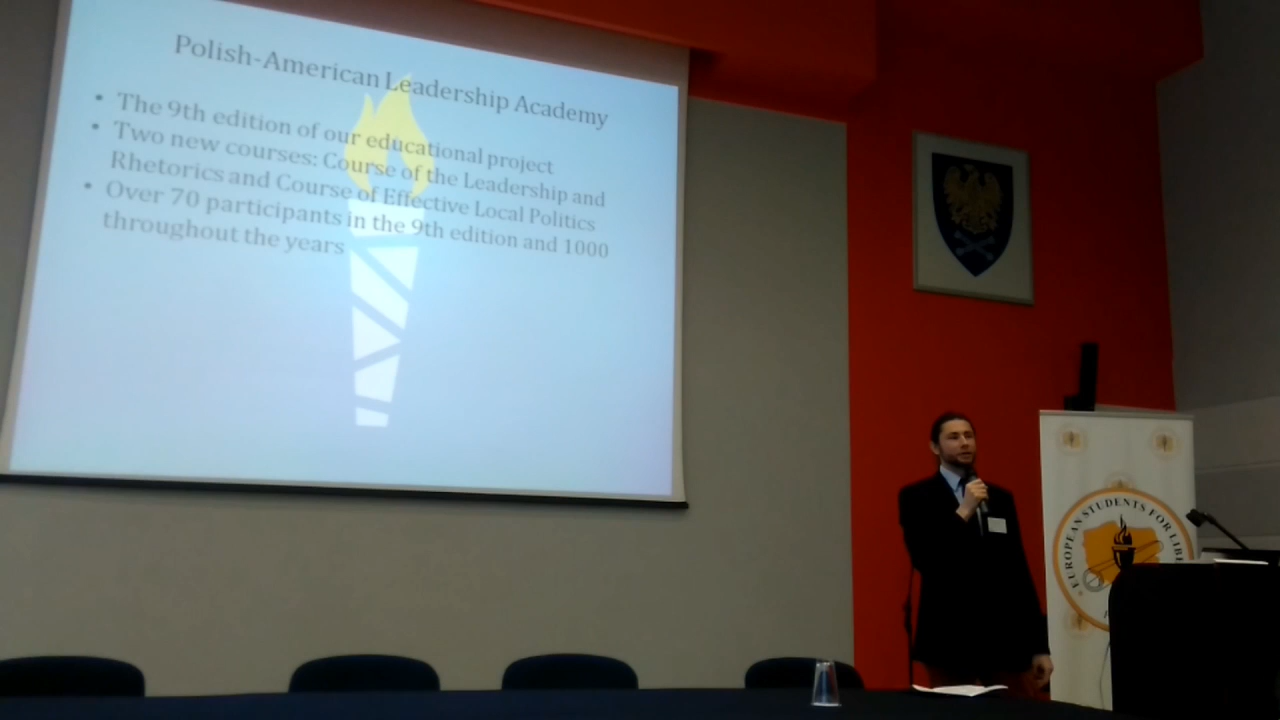 Polish-American Leadership Academy
• The 9th edition of our educational project
• Two new courses: Course of the Leadership and
Rhetorics and Course of Effective Local Politics
• Over 70 participants in the 9th edition and 1000
throughout the years
EUROPEAN STUDENTS FOR